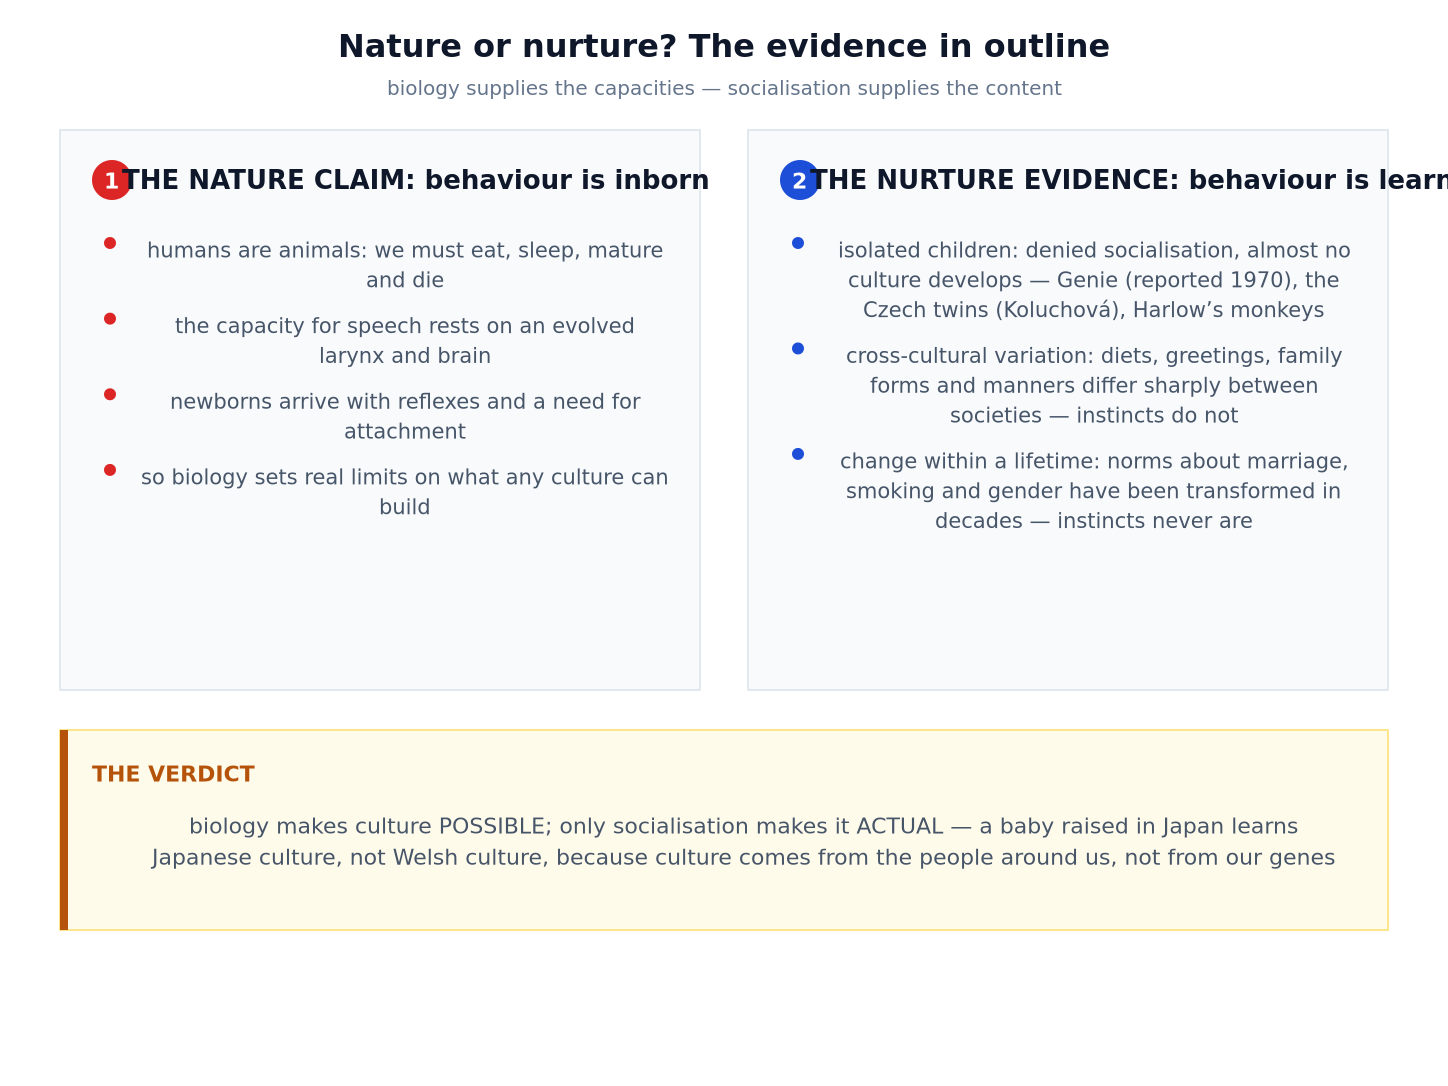 Nature or nurture? The evidence in outline
biology supplies the capacities — socialisation supplies the content
1 THE NATURE CLAIM: behaviour is inborn
humans are animals: we must eat, sleep, mature
and die
the capacity for speech rests on an evolved
larynx and brain
newborns arrive with reflexes and a need for
attachment
so biology sets real limits on what any culture can
build
2 THE NURTURE EVIDENCE: behaviour is learn
isolated children: denied socialisation, almost no
culture develops — Genie (reported 1970), the
Czech twins (Koluchová), Harlow’s monkeys
cross-cultural variation: diets, greetings, family
forms and manners differ sharply between
societies — instincts do not
change within a lifetime: norms about marriage,
smoking and gender have been transformed in
decades — instincts never are
THE VERDICT
biology makes culture POSSIBLE; only socialisation makes it ACTUAL — a baby raised in Japan learns
Japanese culture, not Welsh culture, because culture comes from the people around us, not from our genes